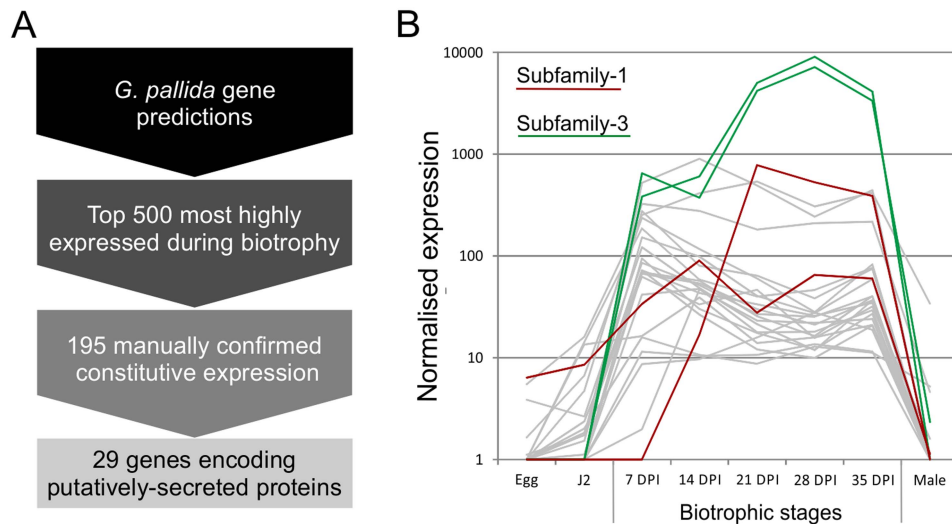 A
G. pallida gene
predictions
Top 500 most highly
expressed during biotrophy
195 manually confirmed
constitutive expression
29 genes encoding
putatively-secreted proteins
B
Normalised expression
10000
1000
100
10
1
Subfamily-1
Subfamily-3
Egg J2 7 DPI 14 DPI 21 DPI 28 DPI 35 DPI Male
Biotrophic stages